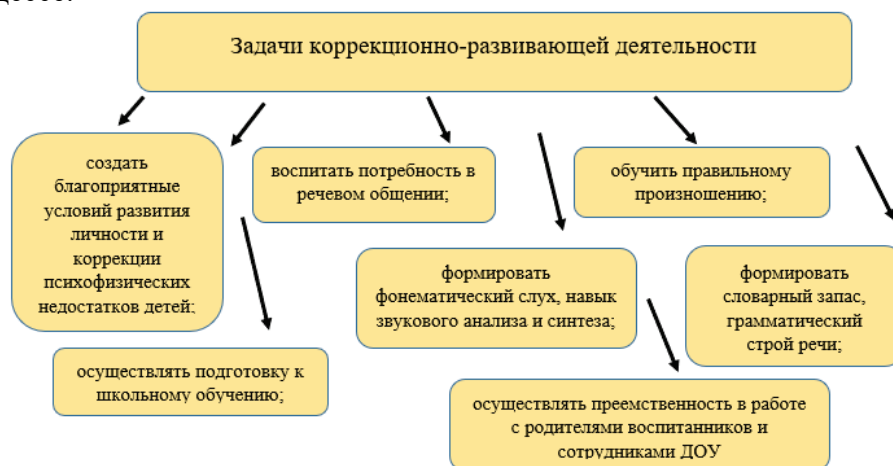 Задачи коррекционно-развивающей деятельности
создать
благоприятные
условий развития
личности и
коррекции
психофизических
недостатков детей;
воспитать потребность в
речевом общении;
обучить правильному
произношению;
формировать
фонематический слух, навык
звукового анализа и синтеза;
формировать
словарный запас,
грамматический
строй речи;
осуществлять подготовку к
школьному обучению;
осуществлять преемственность в работе
с родителями воспитанников и
сотрудниками ДОУ